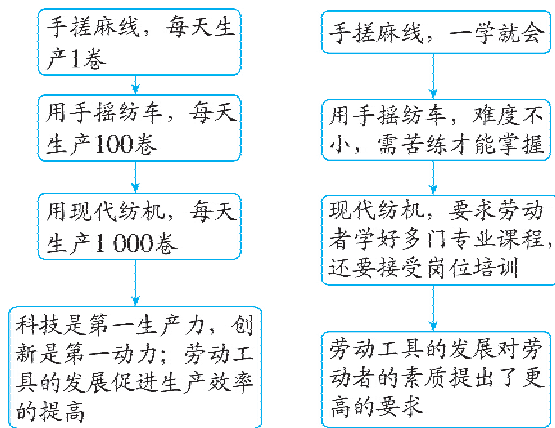 手搓麻线，每天生
产1卷
用手摇纺车，每天
生产100卷
用现代纺机，每天
生产1 000卷
科技是第一生产力，创
新是第一动力；劳动工
具的发展促进生产效率
的提高
手搓麻线，一学就会
用手摇纺车，难度不
小，需苦练才能掌握
现代纺机，要求劳动
者学好多门专业课程，
还要接受岗位培训
劳动工具的发展对劳
动者的素质提出了更
高的要求